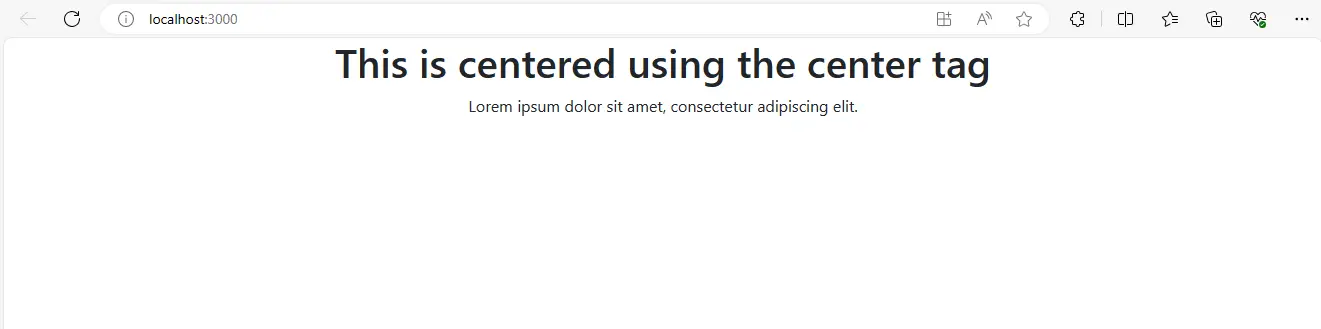 localhost:3000
This is centered using the center tag
Lorem ipsum dolor sit amet, consectetur adipiscing elit.